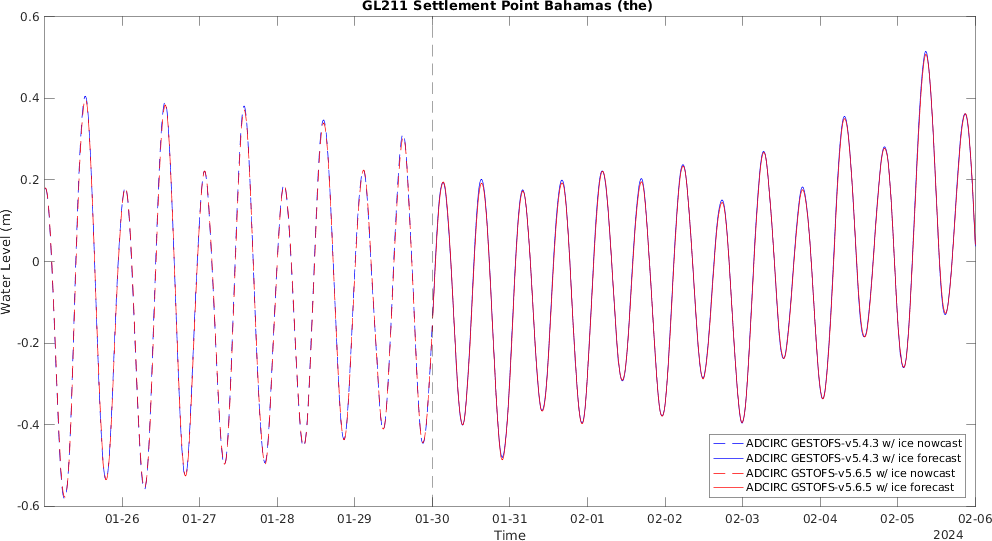 GL211 Settlement Point Bahamas (the)
0.6
0.4
0.2
0
-0.2
-0.4
-0.6
Water Level (m)
01-26
01-27
01-28
01-29
01-30
01-31
02-01
02-02
02-03
02-04
02-05
02-06
Time
2024
ADCIRC GESTOFS-v5.4.3 w/ ice nowcast
ADCIRC GESTOFS-v5.4.3 w/ ice forecast
ADCIRC GSTOFS-v5.6.5 w/ ice nowcast
ADCIRC GSTOFS-v5.6.5 w/ ice forecast